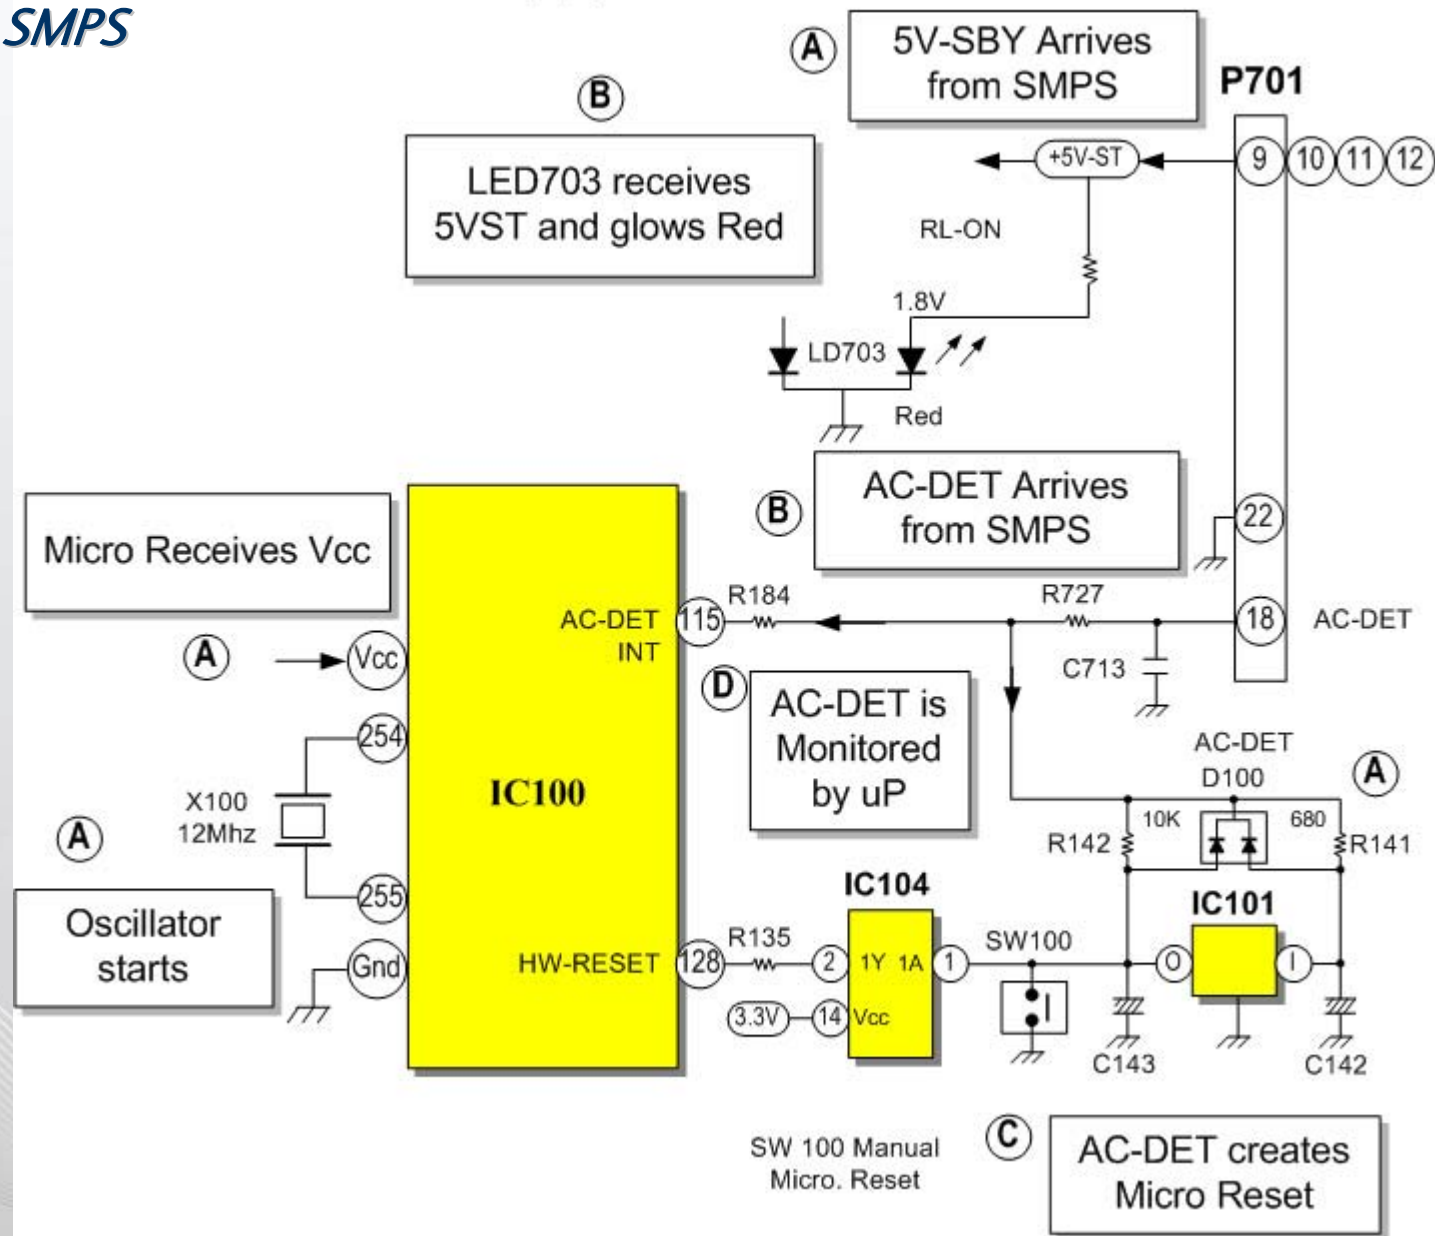 SMPS
A
5V-SBY Arrives
from SMPS
P701
B
LED703 receives
5VST and glows Red
+5V-ST
9
10
11
12
RL-ON
1.8V
LD703
Red
B
AC-DET Arrives
from SMPS
22
Micro Receives Vcc
A
Vcc
AC-DET
INT
115
R184
R727
18
AC-DET
C713
D
AC-DET is
Monitored
by uP
254
X100
12Mhz
A
255
Oscillator
starts
Gnd
IC100
AC-DET
D100
A
10K
680
R142
R141
IC104
IC101
HW-RESET
128
R135
2
1Y
1A
1
SW100
O
I
3.3V
14
Vcc
C143
C142
SW 100 Manual
Micro. Reset
C
AC-DET creates
Micro Reset